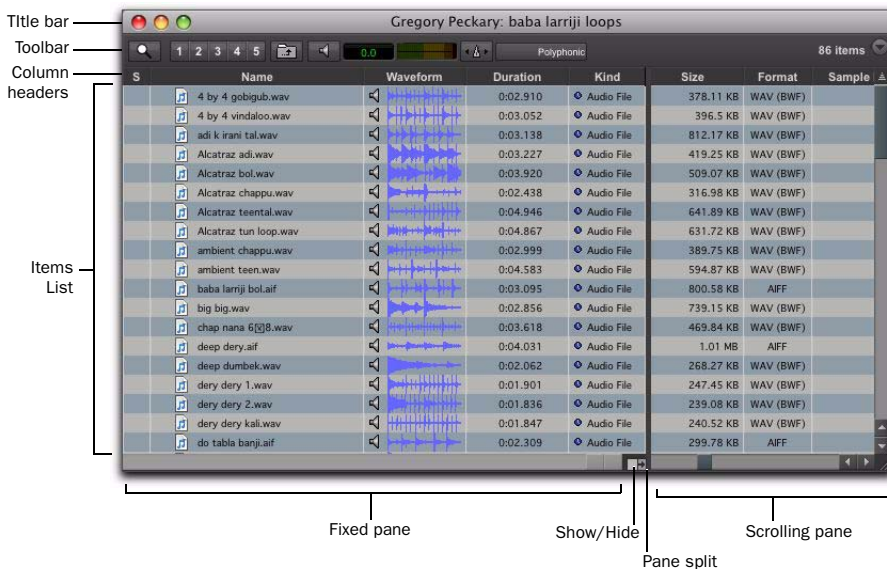 TItle bar
Gregory Peckary: baba larriji loops
Toolbar
1 2 3 4 5
0.0
Polyphonic
86 items
Column headers
S Name Waveform Duration Kind Size Format Sample
4 by 4 gobigub.wav 0:02.910 Audio File 378.11 KB WAV (BWF)
4 by 4 vindaloo.wav 0:03.052 Audio File 396.5 KB WAV (BWF)
adi k irani tal.wav 0:03.138 Audio File 812.17 KB WAV (BWF)
Alcatraz adi.wav 0:03.227 Audio File 419.25 KB WAV (BWF)
Alcatraz bol.wav 0:03.920 Audio File 509.07 KB WAV (BWF)
Alcatraz chappu.wav 0:02.438 Audio File 316.98 KB WAV (BWF)
Alcatraz teental.wav 0:04.946 Audio File 641.89 KB WAV (BWF)
Alcatraz tun loop.wav 0:04.867 Audio File 631.72 KB WAV (BWF)
ambient chappu.wav 0:02.999 Audio File 389.75 KB WAV (BWF)
Items List
ambient teen.wav 0:04.583 Audio File 594.87 KB WAV (BWF)
baba larriji bol.aif 0:03.095 Audio File 800.58 KB AIFF
big big.wav 0:02.856 Audio File 739.15 KB WAV (BWF)
chap nana 6 8.wav 0:03.618 Audio File 469.84 KB WAV (BWF)
deep dery.aif 0:04.031 Audio File 1.01 MB AIFF
deep dumbek.wav 0:02.062 Audio File 268.27 KB WAV (BWF)
dery dery 1.wav 0:01.901 Audio File 247.45 KB WAV (BWF)
dery dery 2.wav 0:01.836 Audio File 239.08 KB WAV (BWF)
dery dery kali.wav 0:01.847 Audio File 240.52 KB WAV (BWF)
do tabla banji.aif 0:02.309 Audio File 299.78 KB AIFF
Fixed pane
Show/Hide
Scrolling pane
Pane split